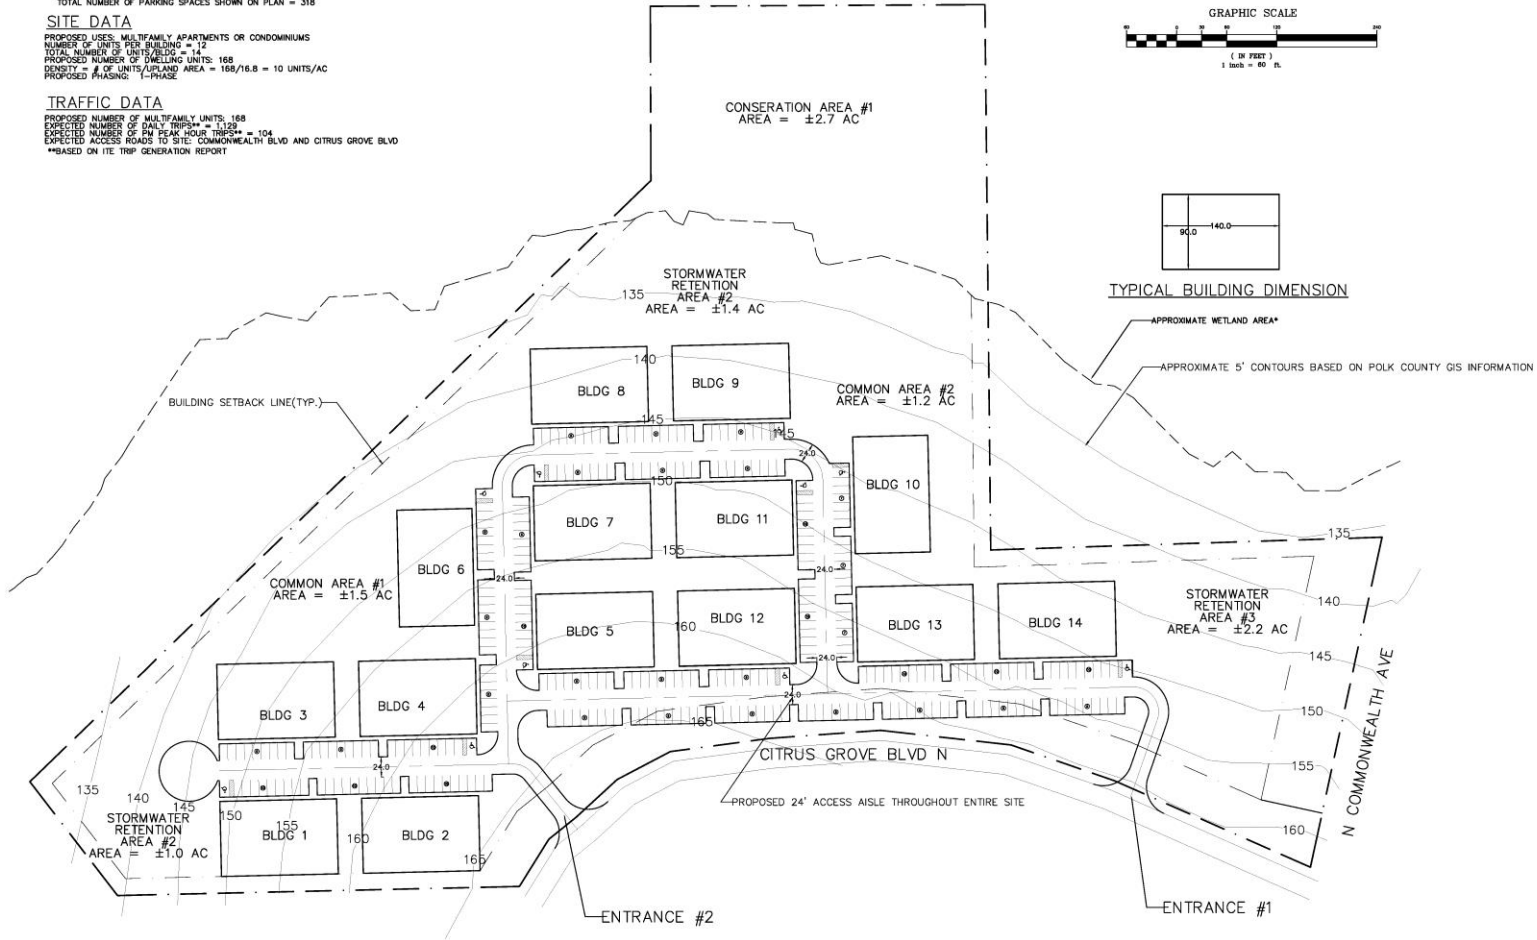 TOTAL NUMBER OF PARKING SPACES SHOWN ON PLAN = 318
SITE DATA
PROPOSED USES: MULTIFAMILY APARTMENTS OR CONDOMINIUMS
NUMBER OF UNITS PER BUILDING = 12
TOTAL NUMBER OF UNITS/BLDG = 14
PROPOSED NUMBER OF DWELLING UNITS: 168
DENSITY = # OF UNITS/UPLAND AREA = 168/16.8 = 10 UNITS/AC
PROPOSED PHASING: 1-PHASE
TRAFFIC DATA
PROPOSED NUMBER OF MULTIFAMILY UNITS: 168
EXPECTED NUMBER OF DAILY TRIPS** = 1,129
EXPECTED NUMBER OF PM PEAK HOUR TRIPS** = 104
EXPECTED ACCESS ROADS TO SITE: COMMONWEALTH BLVD AND CITRUS GROVE BLVD
**BASED ON ITE TRIP GENERATION REPORT
GRAPHIC SCALE
( IN FEET )
1 inch = 60 ft.
CONSERATION AREA #1
AREA = ±2.7 AC
90.0
140.0
TYPICAL BUILDING DIMENSION
APPROXIMATE WETLAND AREA*
APPROXIMATE 5' CONTOURS BASED ON POLK COUNTY GIS INFORMATION
STORMWATER
RETENTION
AREA #2
AREA = ±1.4 AC
135
140
BLDG 8
BLDG 9
COMMON AREA #2
AREA = ±1.2 AC
BUILDING SETBACK LINE(TYP.)
145
145
24.0
150
BLDG 10
BLDG 7
BLDG 11
155
135
BLDG 6
COMMON AREA #1
AREA = ±1.5 AC
24.0
24.0
BLDG 5
BLDG 12
160
BLDG 13
BLDG 14
STORMWATER
RETENTION
AREA #3
AREA = ±2.2 AC
140
145
24.0
24.0
BLDG 3
BLDG 4
165
150
CITRUS GROVE BLVD N
N COMMONWEALTH AVE
155
24.0
135
140
145
150
155
160
165
PROPOSED 24' ACCESS AISLE THROUGHOUT ENTIRE SITE
STORMWATER
RETENTION
AREA #2
AREA = ±1.0 AC
BLDG 1
BLDG 2
160
ENTRANCE #2
ENTRANCE #1